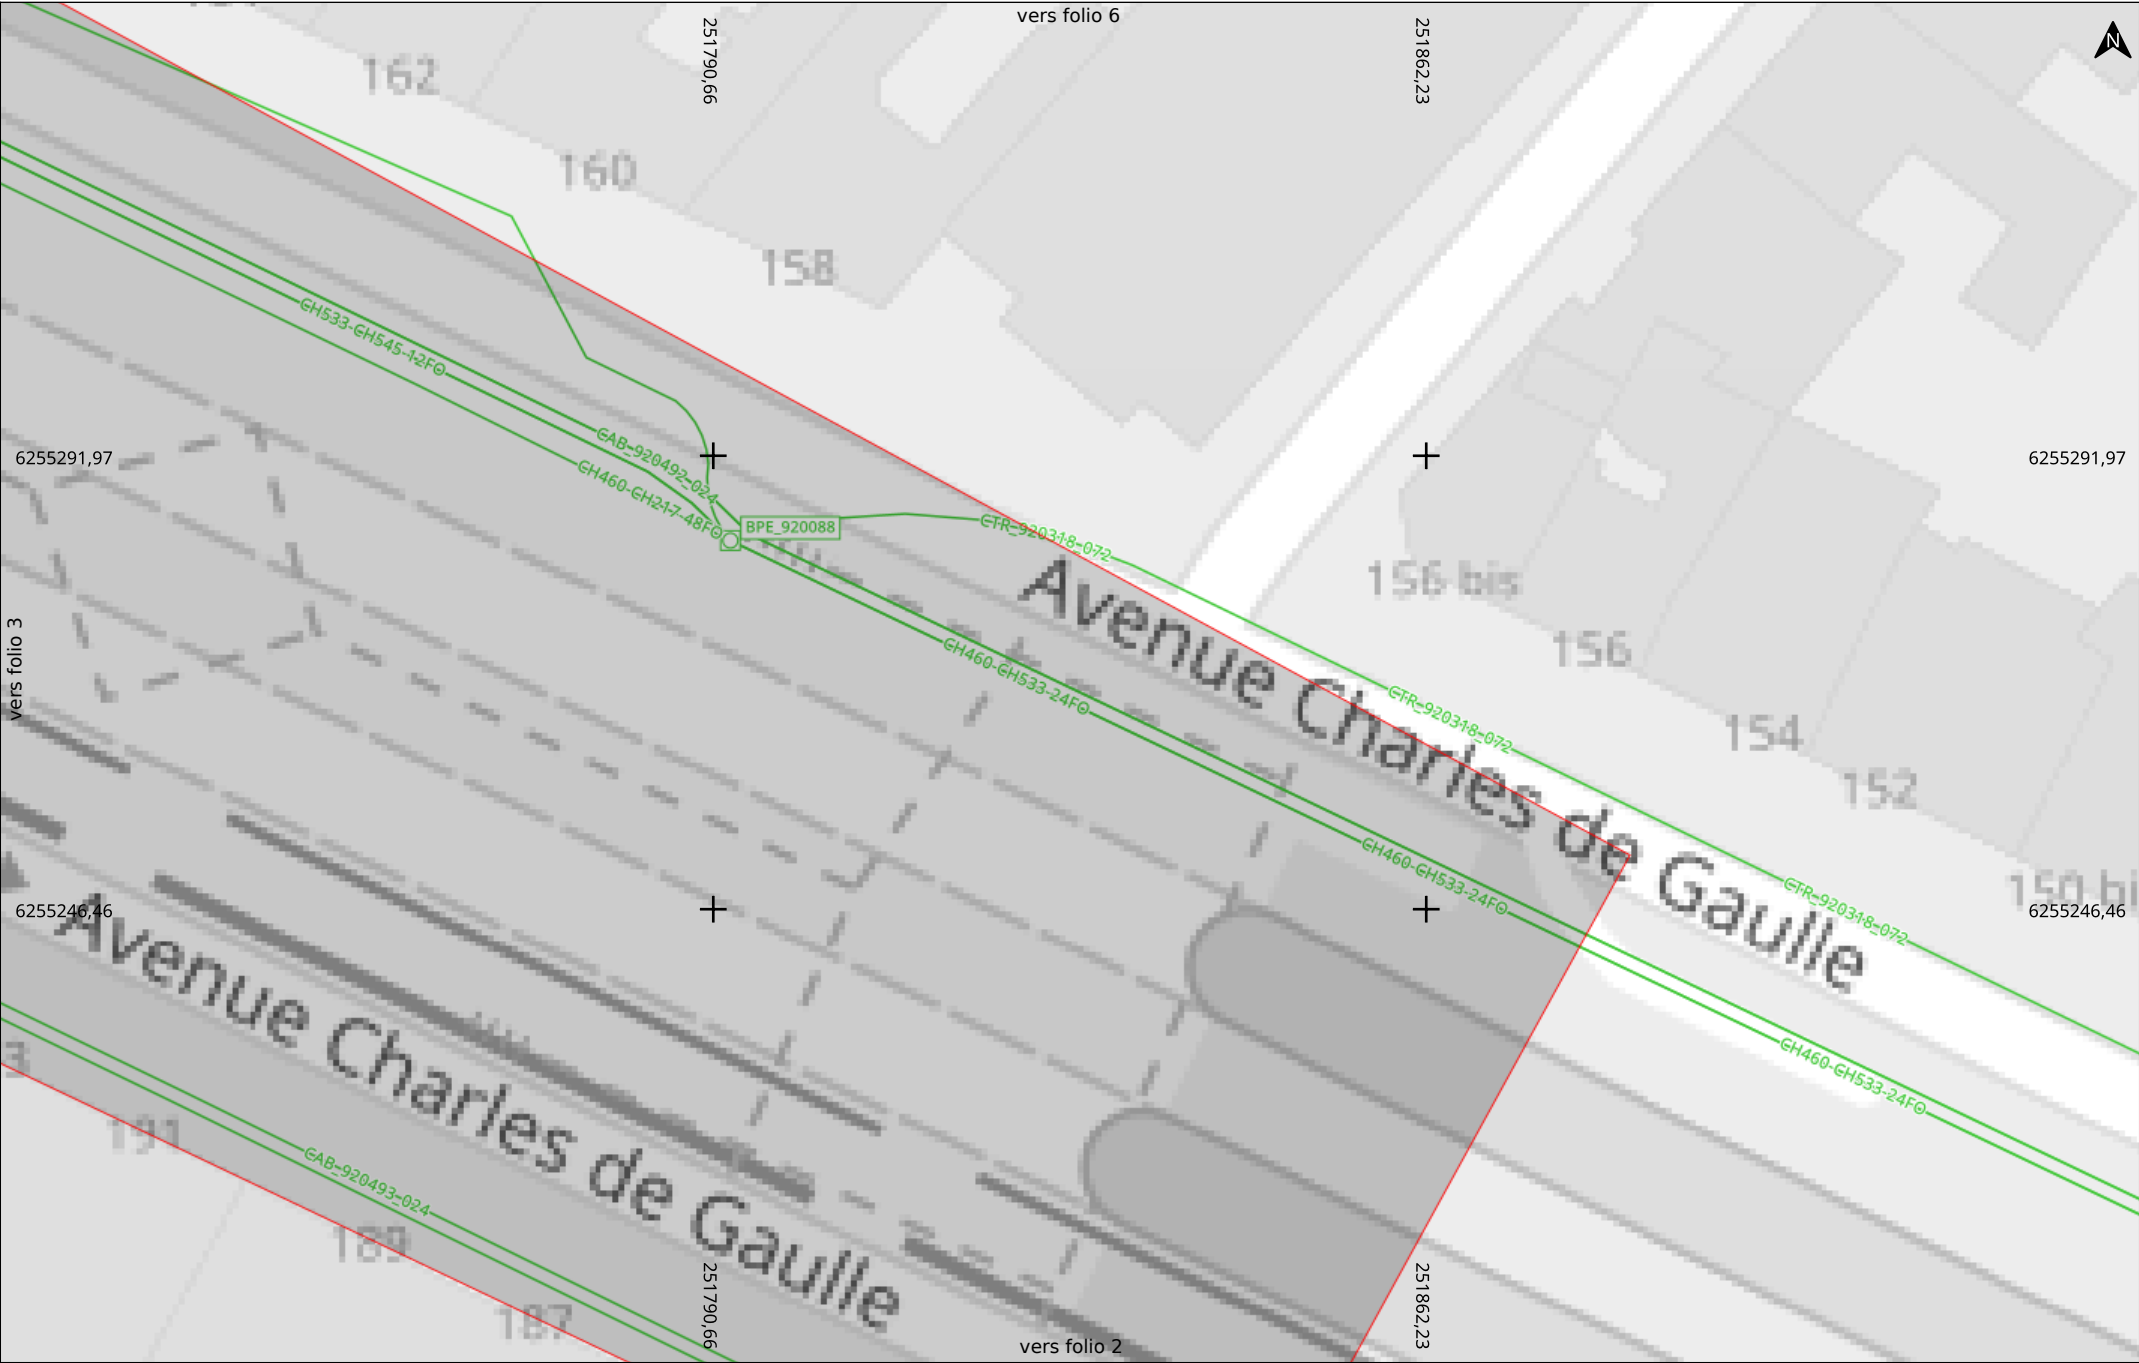 vers folio 6
251790,66
251862,23
N
162
160
158
CH533-CH545-12FO
CAB_920492_024
CH460-CH217-48FO
6255291,97
6255291,97
BPE_920088
CTR_920318_072
Avenue Charles de Gaulle
156 bis
156
154
152
CH460-CH533-24FO
CTR_920318_072
vers folio 3
CH460-CH533-24FO
CTR_920318_072
6255246,46
6255246,46
Avenue Charles de Gaulle
CH460-CH533-24FO
3
191
CAB_920493_024
189
187
251790,66
251862,23
vers folio 2